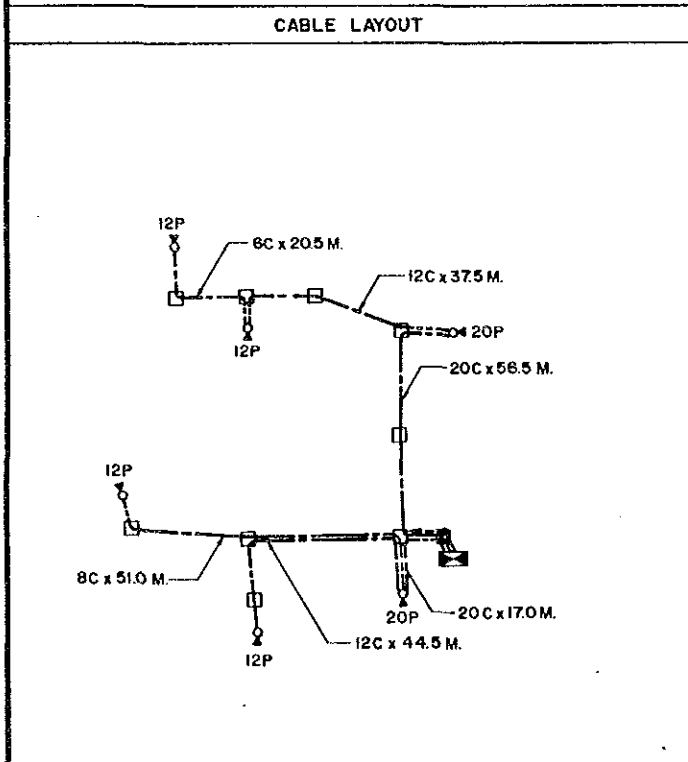 CABLE LAYOUT
12P
6C x 20.5 M.
12C x 37.5 M.
12P
20P
20C x 56.5 M.
12P
8C x 51.0 M.
20P
20C x 17.0 M.
12P
12C x 44.5 M.